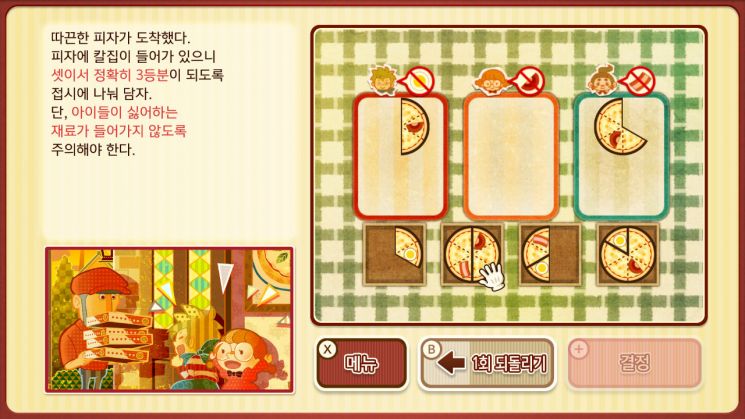 따끈한 피자가 도착했다.
피자에 칼집이 들어가 있으니
셋이서 정확히 3등분이 되도록
접시에 나눠 담자.
단, 아이들이 싫어하는
재료가 들어가지 않도록
주의해야 한다.
X 메뉴
B 1회 되돌리기
+ 결정